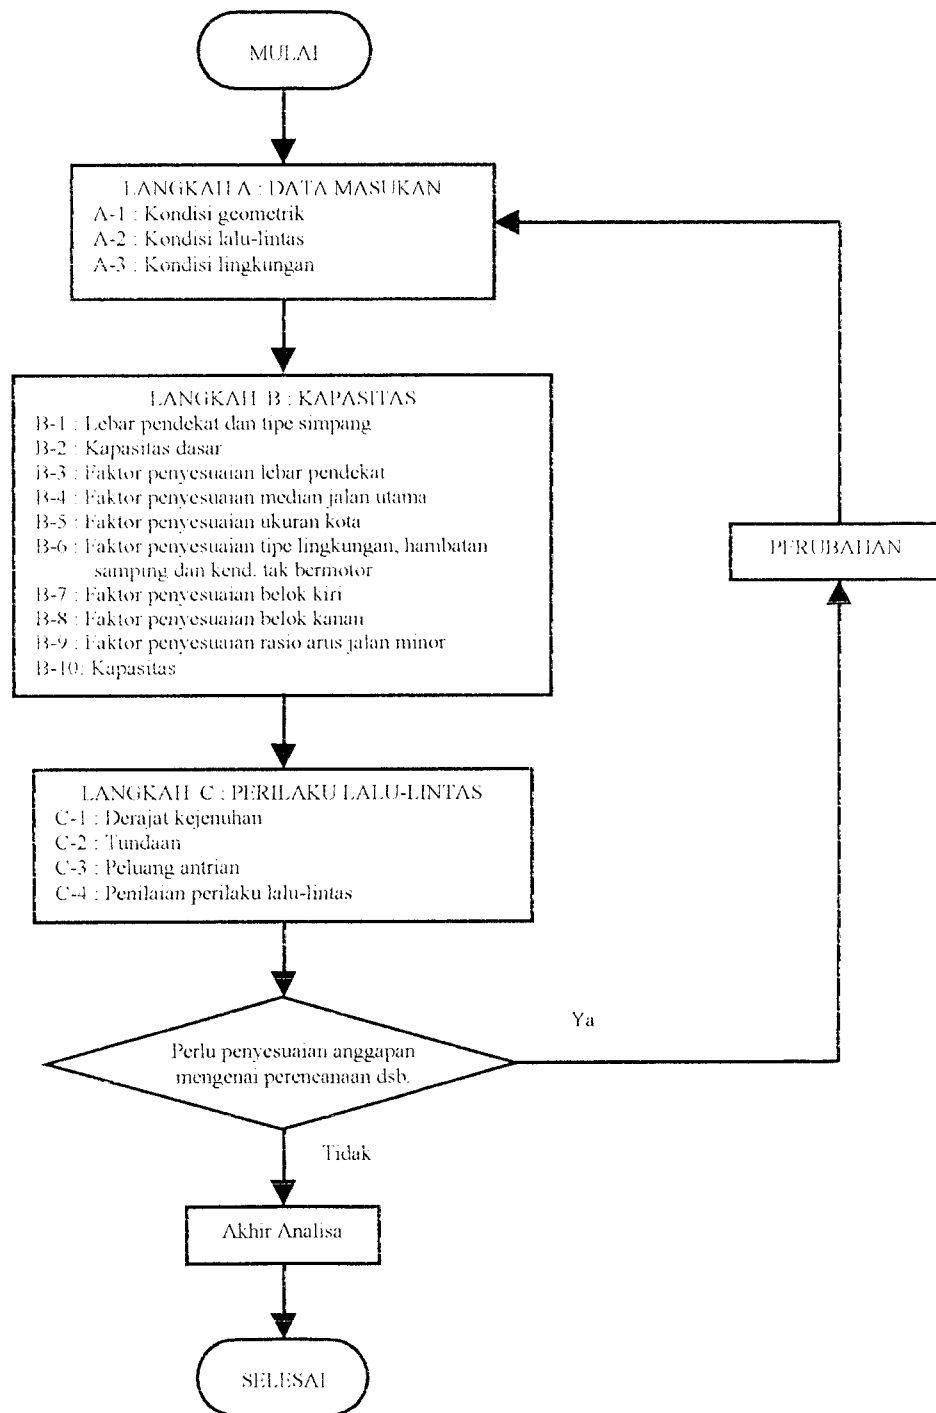 MULAI
LANGKAH A : DATA MASUKAN
A-1 : Kondisi geometrik
A-2 : Kondisi lalu-lintas
A-3 : Kondisi lingkungan
LANGKAH B : KAPASITAS
B-1 : Lebar pendekat dan tipe simpang
B-2 : Kapasitas dasar
B-3 : Faktor penyesuaian lebar pendekat
B-4 : Faktor penyesuaian median jalan utama
B-5 : Faktor penyesuaian ukuran kota
B-6 : Faktor penyesuaian tipe lingkungan, hambatan
samping dan kend. tak bermotor
B-7 : Faktor penyesuaian belok kiri
B-8 : Faktor penyesuaian belok kanan
B-9 : Faktor penyesuaian rasio arus jalan minor
B-10: Kapasitas
PERUBAHAN
LANGKAH C : PERILAKU LALU-LINTAS
C-1 : Derajat kejenuhan
C-2 : Tundaan
C-3 : Peluang antrian
C-4 : Penilaian perilaku lalu-lintas
Ya
Perlu penyesuaian anggapan
mengenai perencanaan dsb.
Tidak
Akhir Analisa
SELESAI